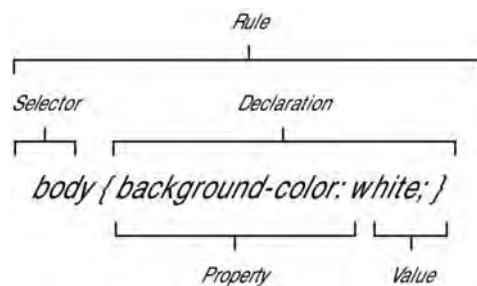 Rule
Selector Declaration
body { background-color: white; }
Property Value